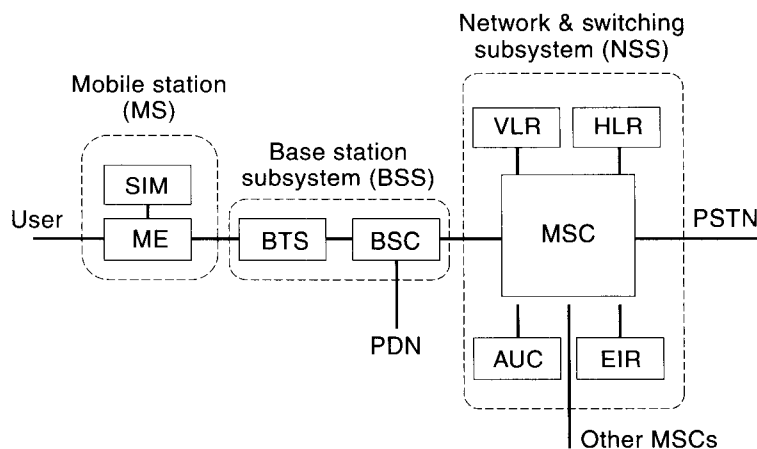 Network & switching
subsystem (NSS)
Mobile station
(MS)
VLR
HLR
Base station
subsystem (BSS)
SIM
User
ME
BTS
BSC
MSC
PSTN
PDN
AUC
EIR
Other MSCs